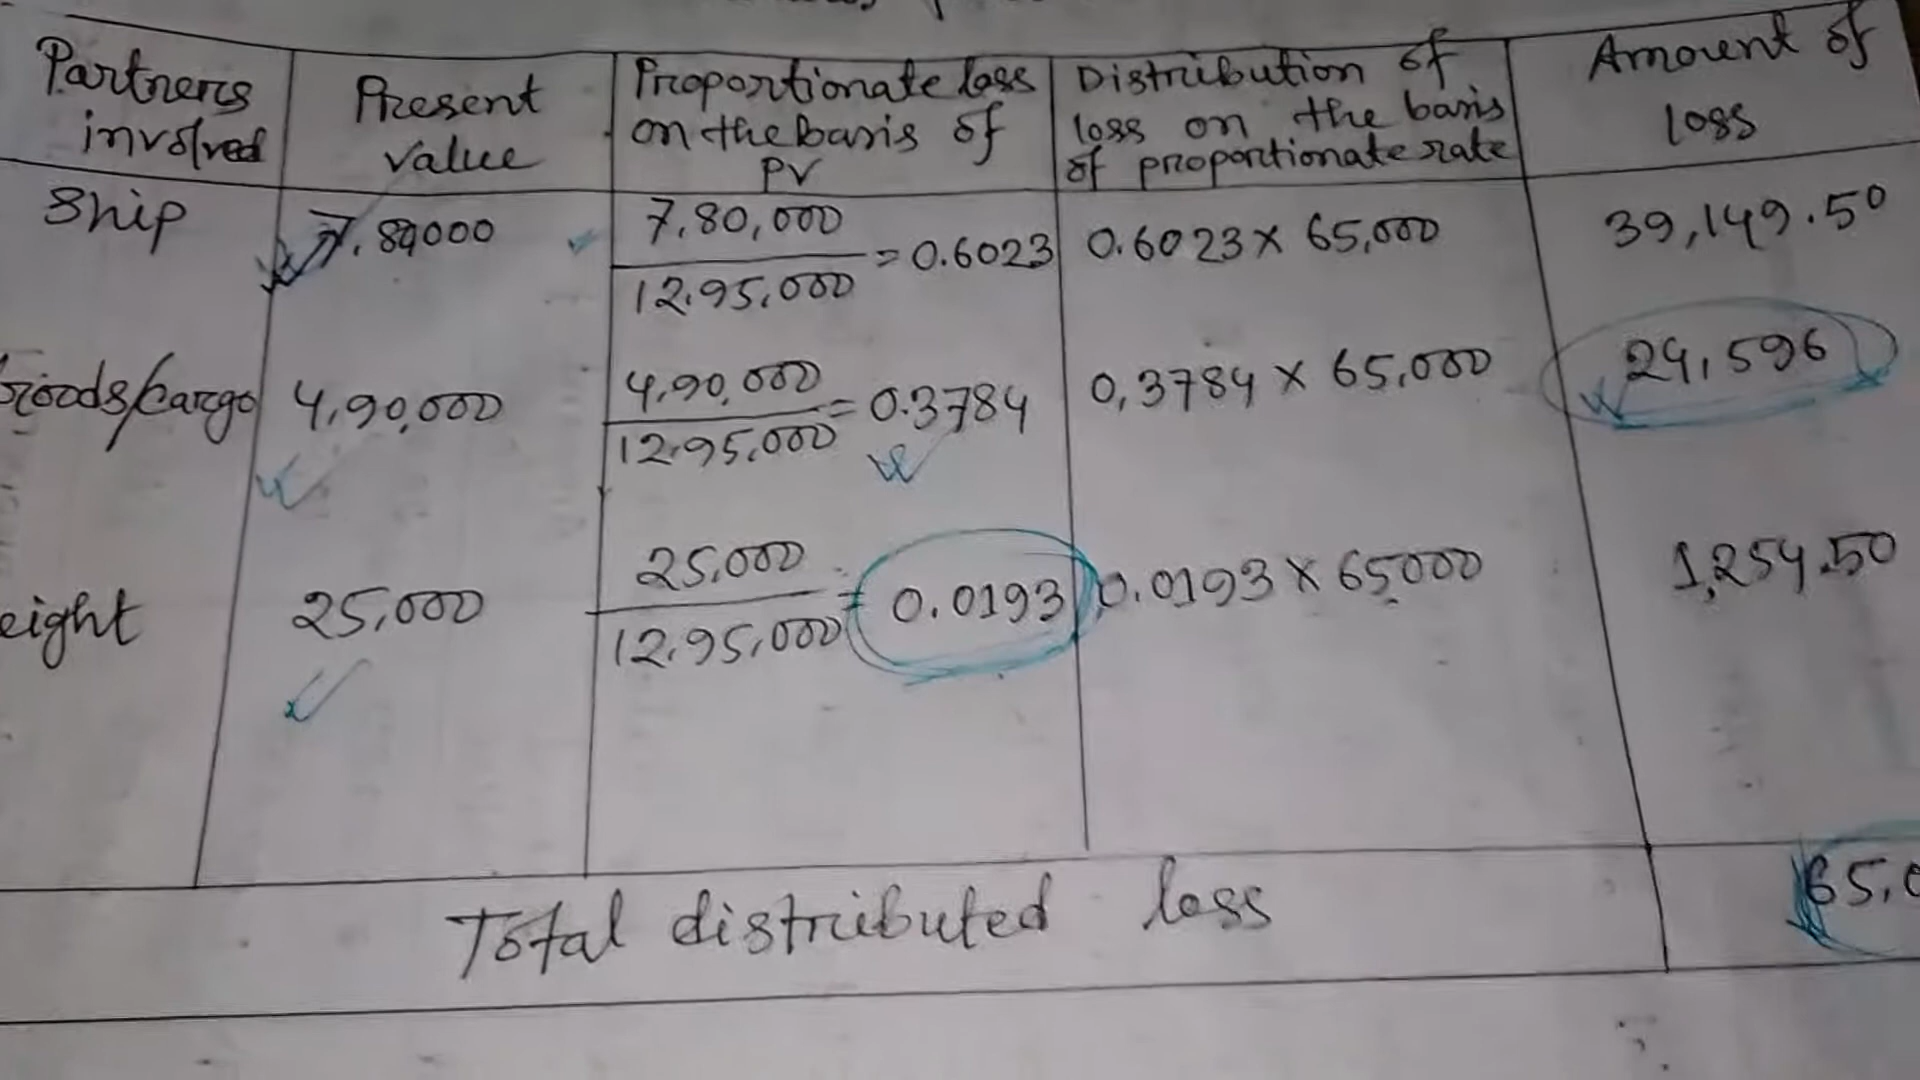 Partners involved
Present value
Proportionate loss on the basis of PV
Distribution of loss on the basis of proportionate rate
Amount of loss
Ship
7,80,000
7,80,000
12,95,000
= 0.6023
0.6023 × 65,000
39,149.50
Goods/cargo
4,90,000
4,90,000
12,95,000
= 0.3784
0.3784 × 65,000
24,596
eight
25,000
25,000
12,95,000
= 0.0193
0.0193 × 65000
1,254.50
Total distributed loss
65,0